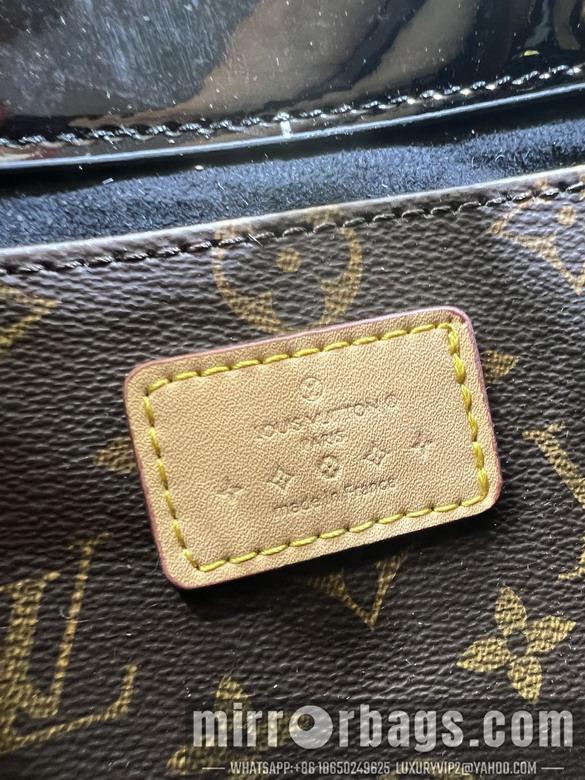 LOUIS VUITTON ®
PARIS
made in France
mirrorbags.com
— WHATSAPP:+86 18650249625 LUXURYVIP2@YAHOO.COM —